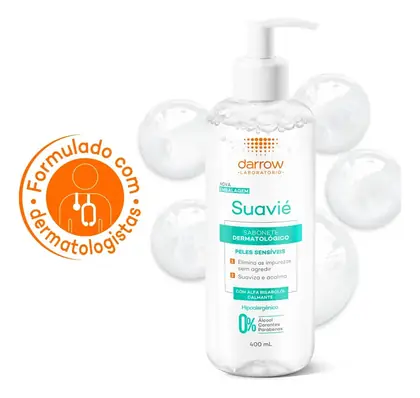 Formulado com
dermatologistas
darrow
LABORATÓRIO
NOVA
EMBALAGEM
Suavié
SABONETE
DERMATOLÓGICO
PELES SENSÍVEIS
Elimina as impurezas
sem agredir
Suaviza e acalma
COM ALFA BISABOLOL
CALMANTE
Hipoalergênico
0%
Álcool
Corantes
Parabenos
400 mL